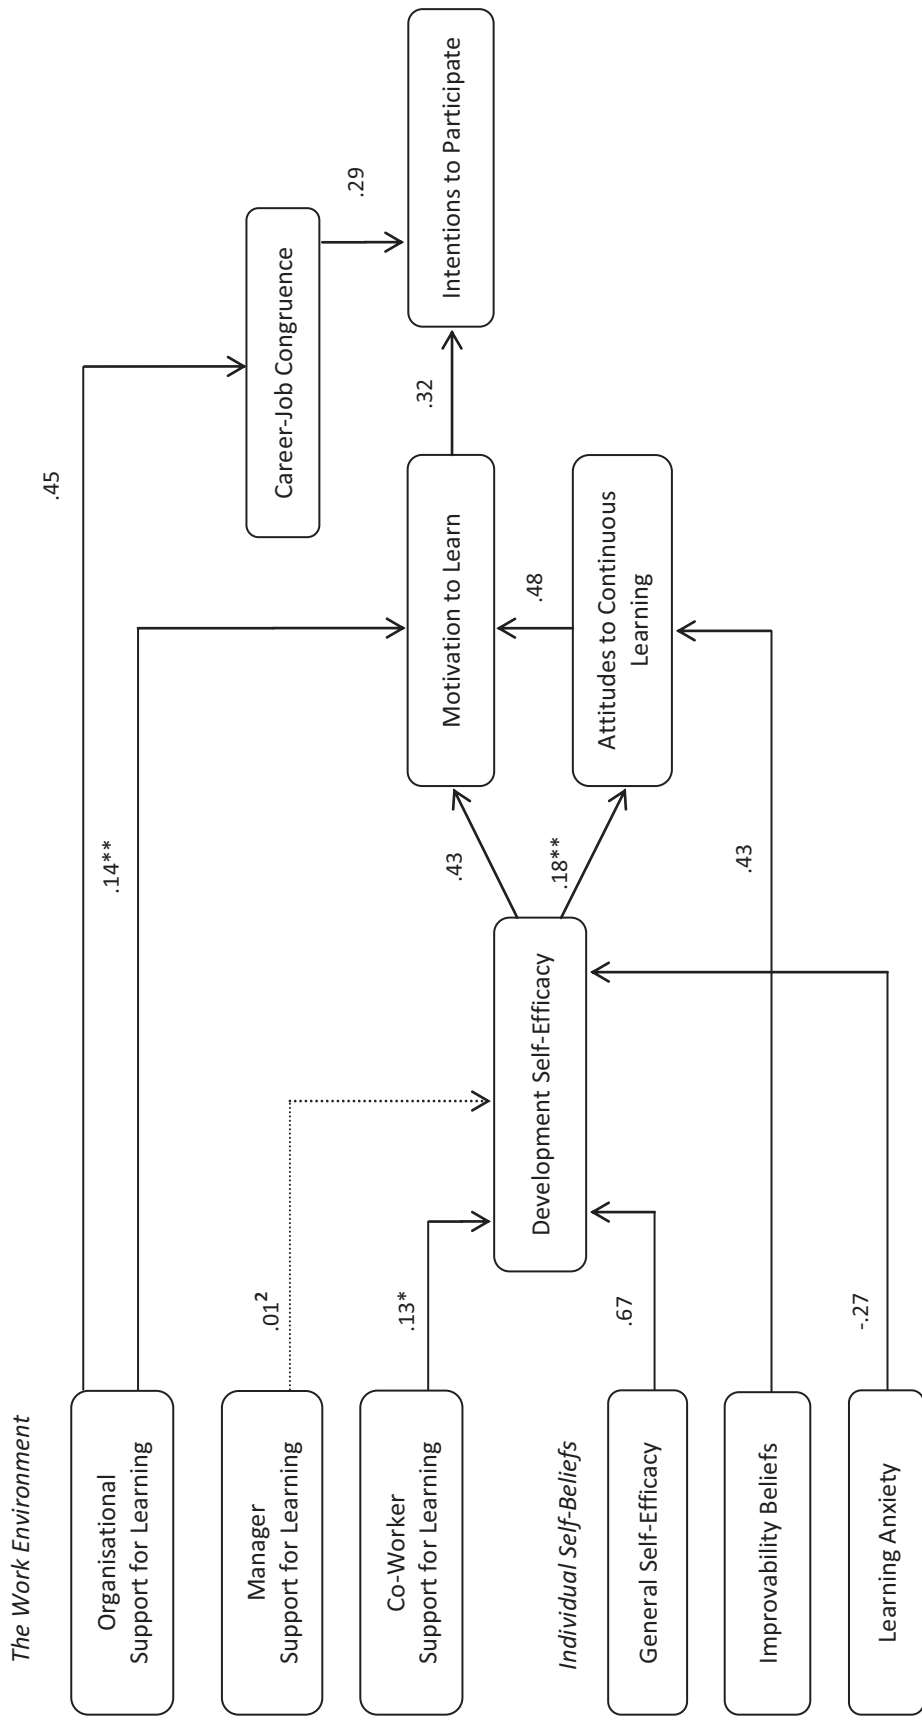 The Work Environment
Organisational
Support for Learning
Manager
Support for Learning
Co-Worker
Support for Learning
Individual Self-Beliefs
General Self-Efficacy
Improvability Beliefs
Learning Anxiety
.45
.14**
.01²
.13*
.67
.43
-.27
Development Self-Efficacy
.43
.18**
Motivation to Learn
.48
Attitudes to Continuous
Learning
.32
Career-Job Congruence
.29
Intentions to Participate